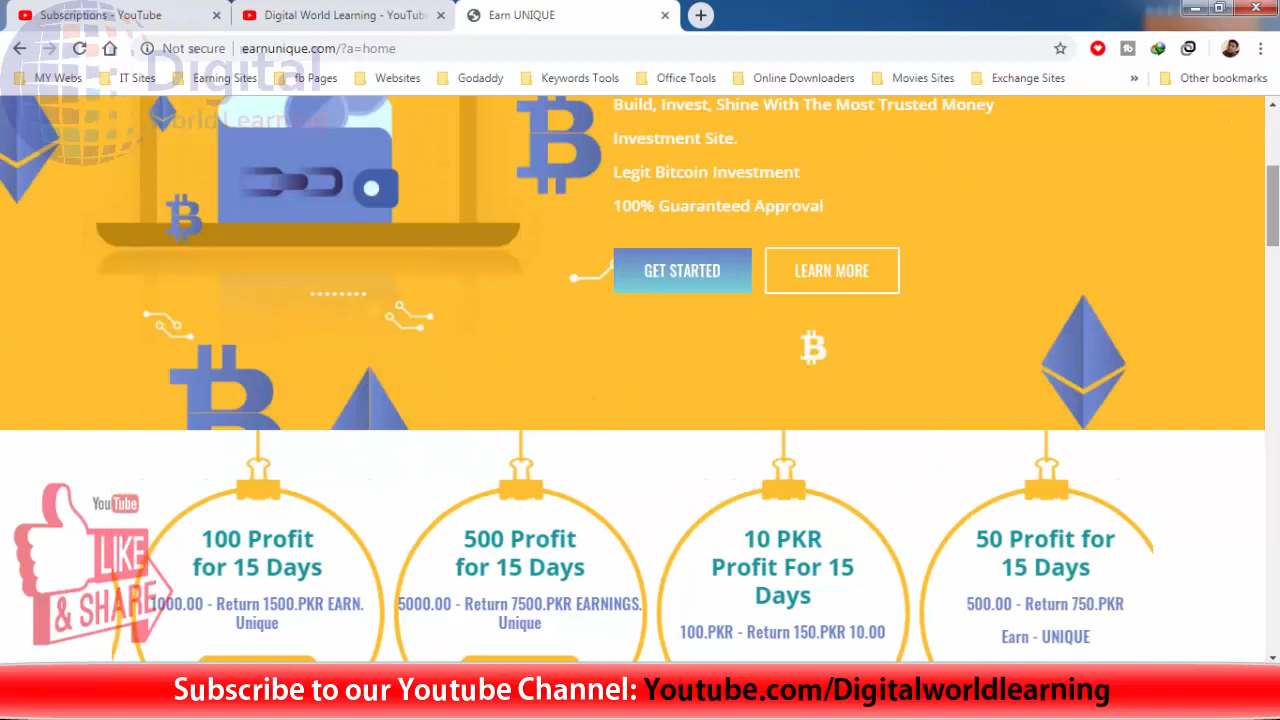 Subscriptions - YouTube
Digital World Learning - YouTube
Earn UNIQUE
Not secure
earnunique.com/?a=home
MY Webs
IT Sites
Earning Sites
fb Pages
Websites
Godaddy
Keywords Tools
Office Tools
Online Downloaders
Movies Sites
Exchange Sites
»
Other bookmarks
Digital
World Learning
Build, Invest, Shine With The Most Trusted Money
Investment Site.
Legit Bitcoin Investment
100% Guaranteed Approval
GET STARTED
LEARN MORE
YouTube
LIKE
& SHARE
100 Profit
for 15 Days
1000.00 - Return 1500.PKR EARN.
Unique
500 Profit
for 15 Days
5000.00 - Return 7500.PKR EARNINGS.
Unique
10 PKR
Profit For 15
Days
100.PKR - Return 150.PKR 10.00
50 Profit for
15 Days
500.00 - Return 750.PKR
Earn - UNIQUE
Subscribe to our Youtube Channel: Youtube.com/Digitalworldlearning